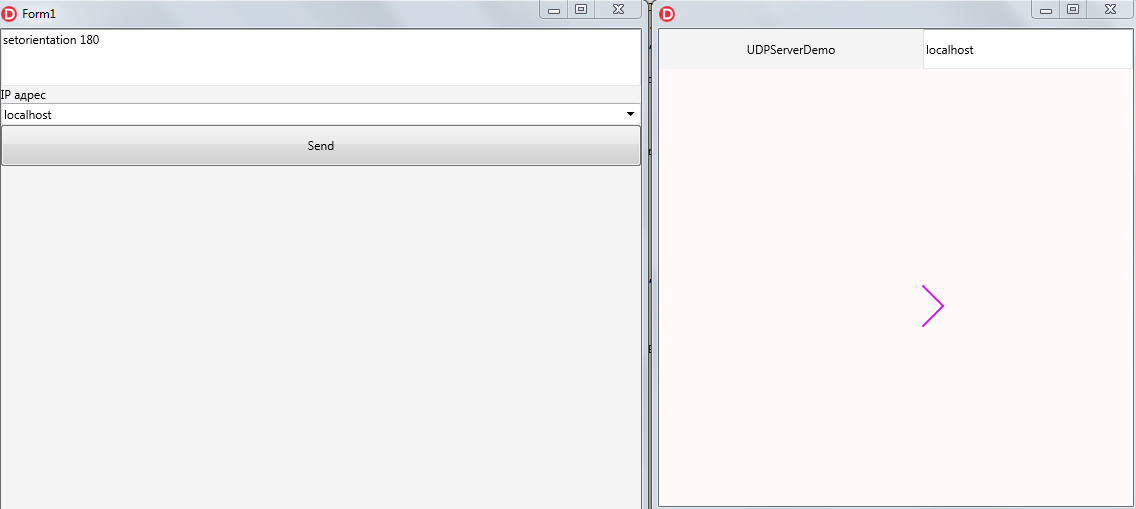 Form1
setorientation 180
IP адрес
localhost
Send
UDPServerDemo
localhost